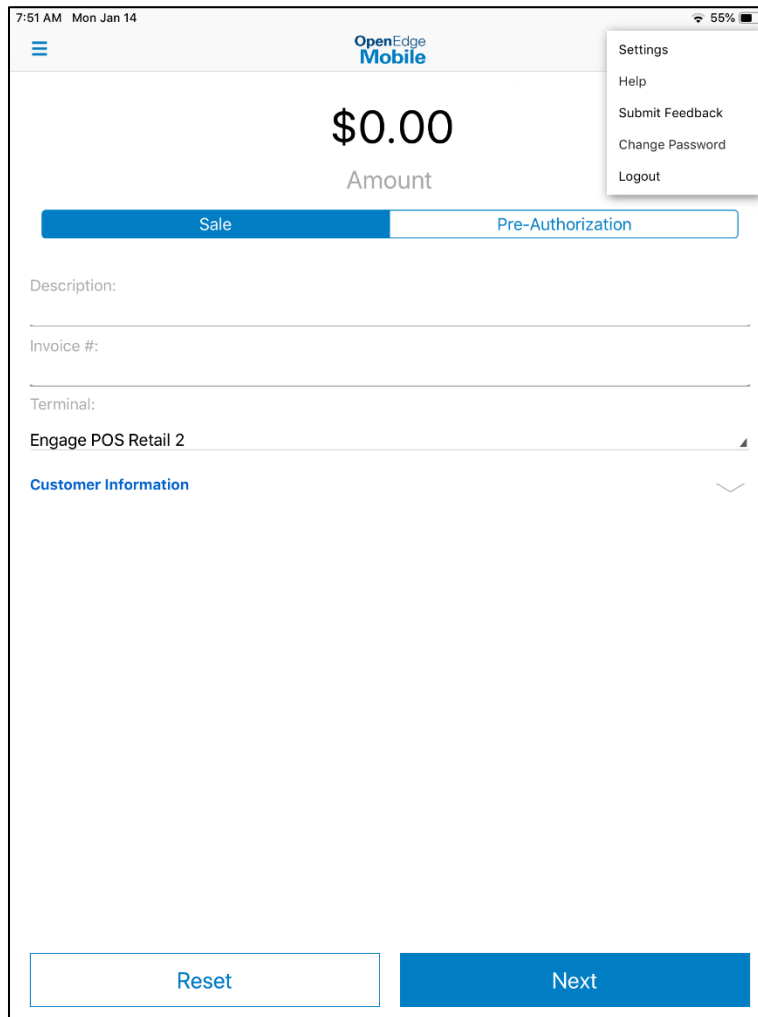 7:51 AM Mon Jan 14 55%
OpenEdge
Mobile
Settings
Help
Submit Feedback
Change Password
Logout
$0.00
Amount
Sale Pre-Authorization
Description:
Invoice #:
Terminal:
Engage POS Retail 2
Customer Information
Reset Next